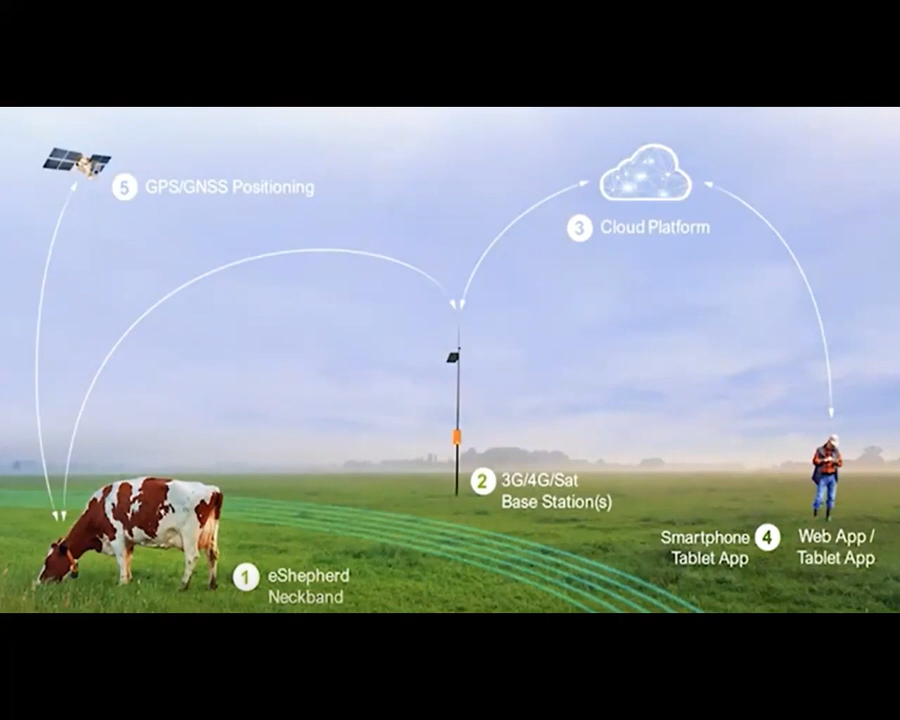 5 GPS/GNSS Positioning
3 Cloud Platform
2 3G/4G/Sat
Base Station(s)
Smartphone 4 Web App /
Tablet App Tablet App
1 eShepherd
Neckband